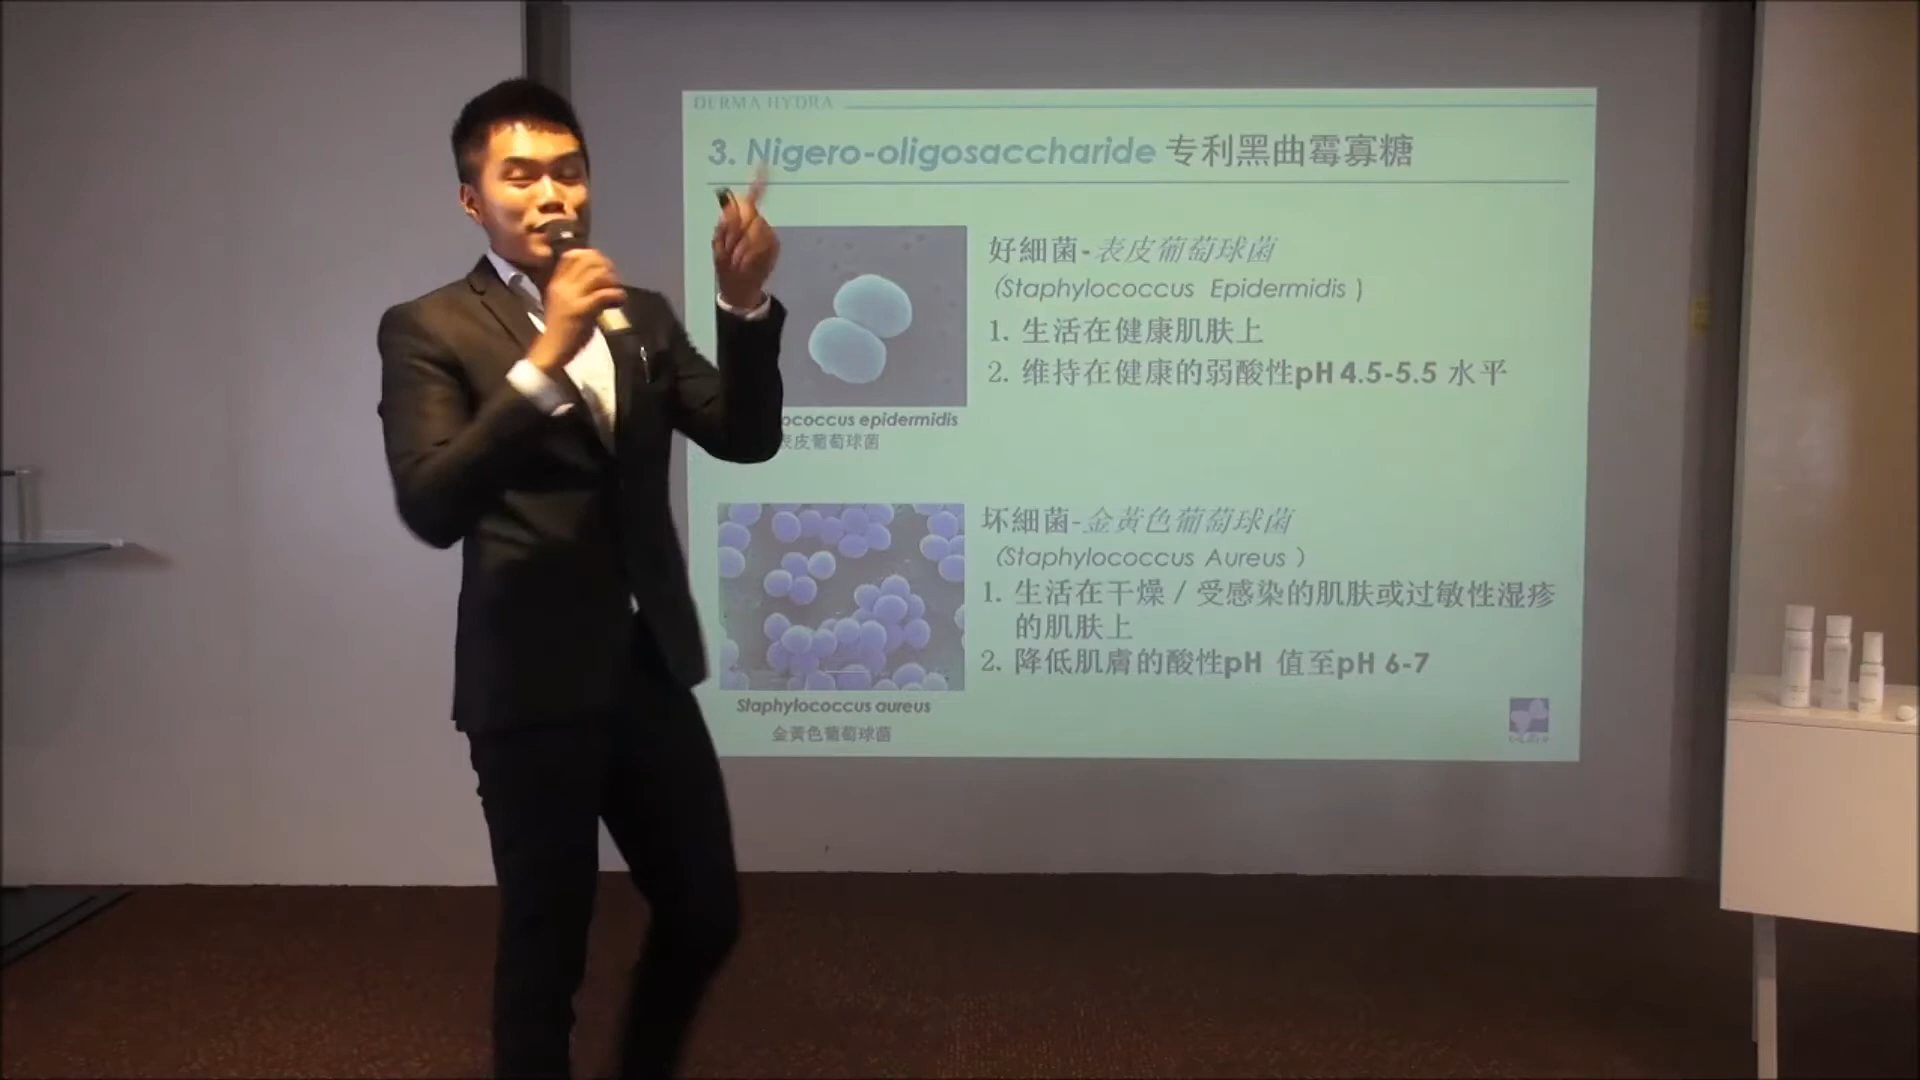 DERMA HYDRA
3. Nigero-oligosaccharide 专利黑曲霉寡糖
好細菌-表皮葡萄球菌
(Staphylococcus Epidermidis )
1. 生活在健康肌肤上
2. 维持在健康的弱酸性pH 4.5-5.5 水平
ococcus epidermidis
表皮葡萄球菌
坏細菌-金黃色葡萄球菌
(Staphylococcus Aureus )
1. 生活在干燥 / 受感染的肌肤或过敏性湿疹
的肌肤上
2. 降低肌膚的酸性pH 值至pH 6-7
Staphylococcus aureus
金黃色葡萄球菌